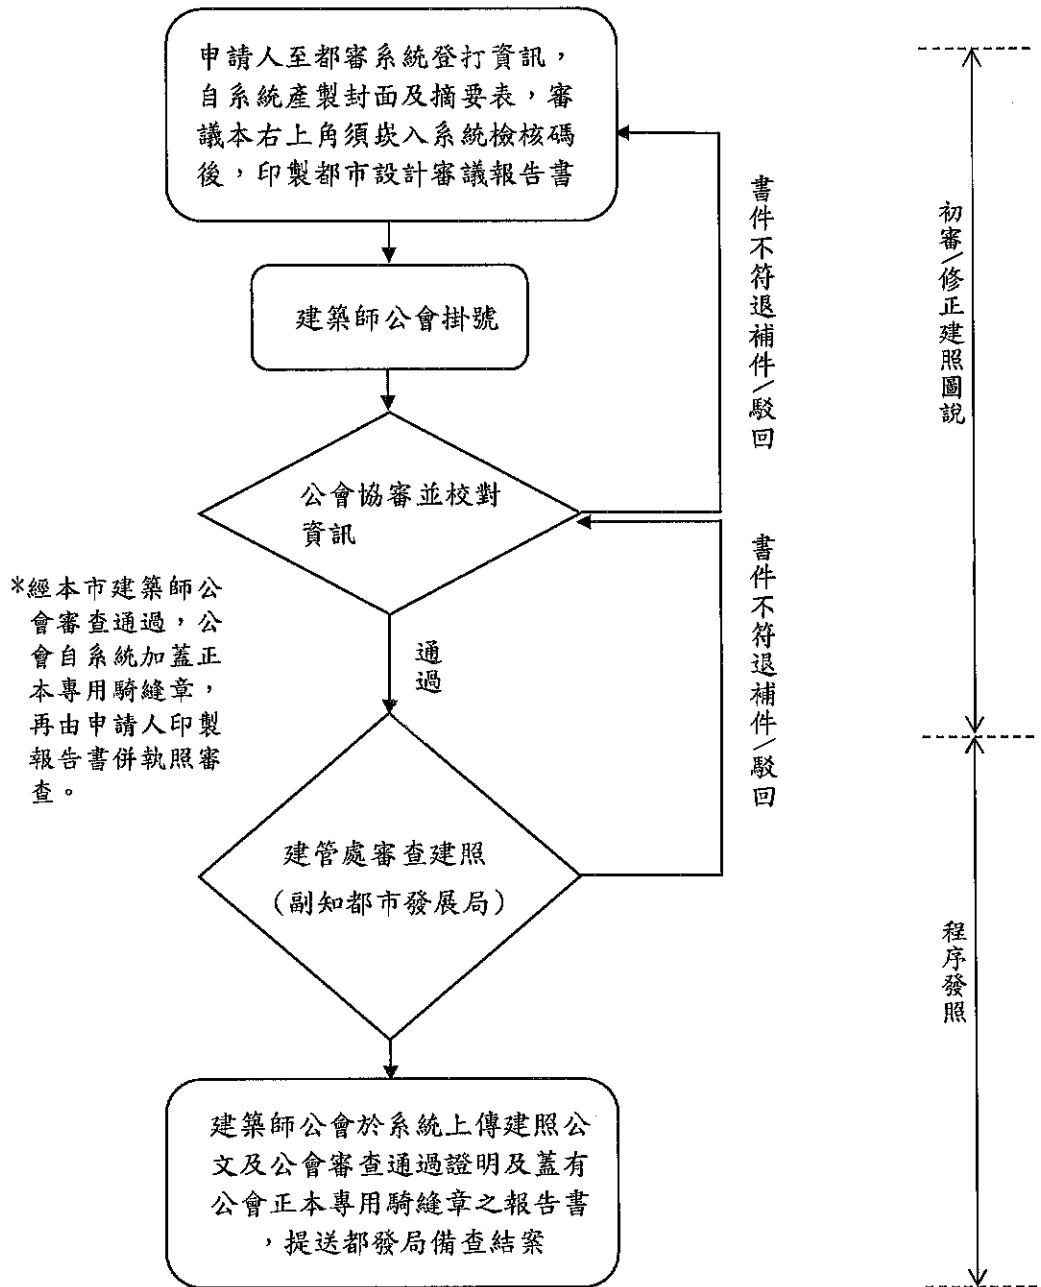 申請人至都審系統登打資訊，
自系統產製封面及摘要表，審
議本右上角須崁入系統檢核碼
後，印製都市設計審議報告書
建築師公會掛號
公會協審並校對
資訊
書件不符退補件/駁回
通過
*經本市建築師公
會審查通過，公
會自系統加蓋正
本專用騎縫章，
再由申請人印製
報告書併執照審
查。
建管處審查建照
(副知都市發展局)
書件不符退補件/駁回
建築師公會於系統上傳建照公
文及公會審查通過證明及蓋有
公會正本專用騎縫章之報告書
，提送都發局備查結案
初審/修正建照圖說
程序發照